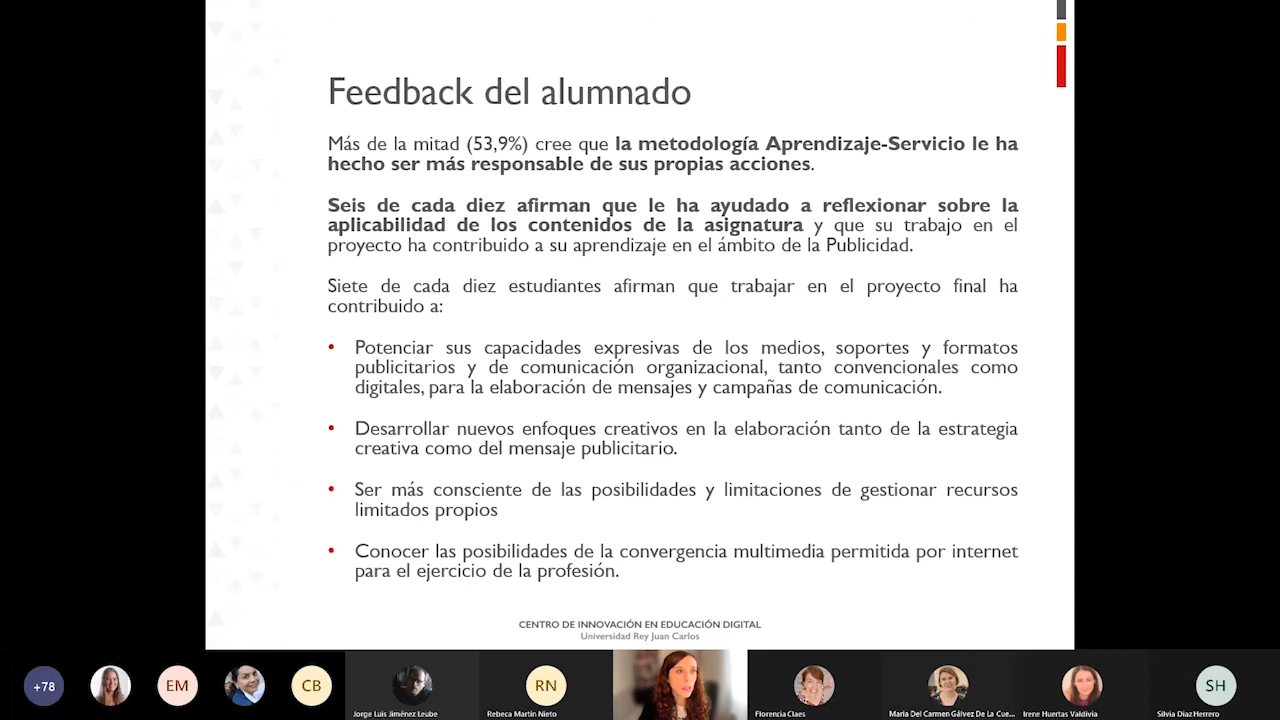 Feedback del alumnado
Más de la mitad (53,9%) cree que la metodología Aprendizaje-Servicio le ha
hecho ser más responsable de sus propias acciones.
Seis de cada diez afirman que le ha ayudado a reflexionar sobre la
aplicabilidad de los contenidos de la asignatura y que su trabajo en el
proyecto ha contribuido a su aprendizaje en el ámbito de la Publicidad.
Siete de cada diez estudiantes afirman que trabajar en el proyecto final ha
contribuido a:
• Potenciar sus capacidades expresivas de los medios, soportes y formatos
publicitarios y de comunicación organizacional, tanto convencionales como
digitales, para la elaboración de mensajes y campañas de comunicación.
• Desarrollar nuevos enfoques creativos en la elaboración tanto de la estrategia
creativa como del mensaje publicitario.
• Ser más consciente de las posibilidades y limitaciones de gestionar recursos
limitados propios
• Conocer las posibilidades de la convergencia multimedia permitida por internet
para el ejercicio de la profesión.
CENTRO DE INNOVACIÓN EN EDUCACIÓN DIGITAL
Universidad Rey Juan Carlos
+78
EM
CB
Jorge Luis Jiménez Leube
RN
Rebeca Martín Nieto
Florencia Claes
María Del Carmen Gálvez De La Cue...
Irene Huertas Valdivia
SH
Silvia Díaz Herrero